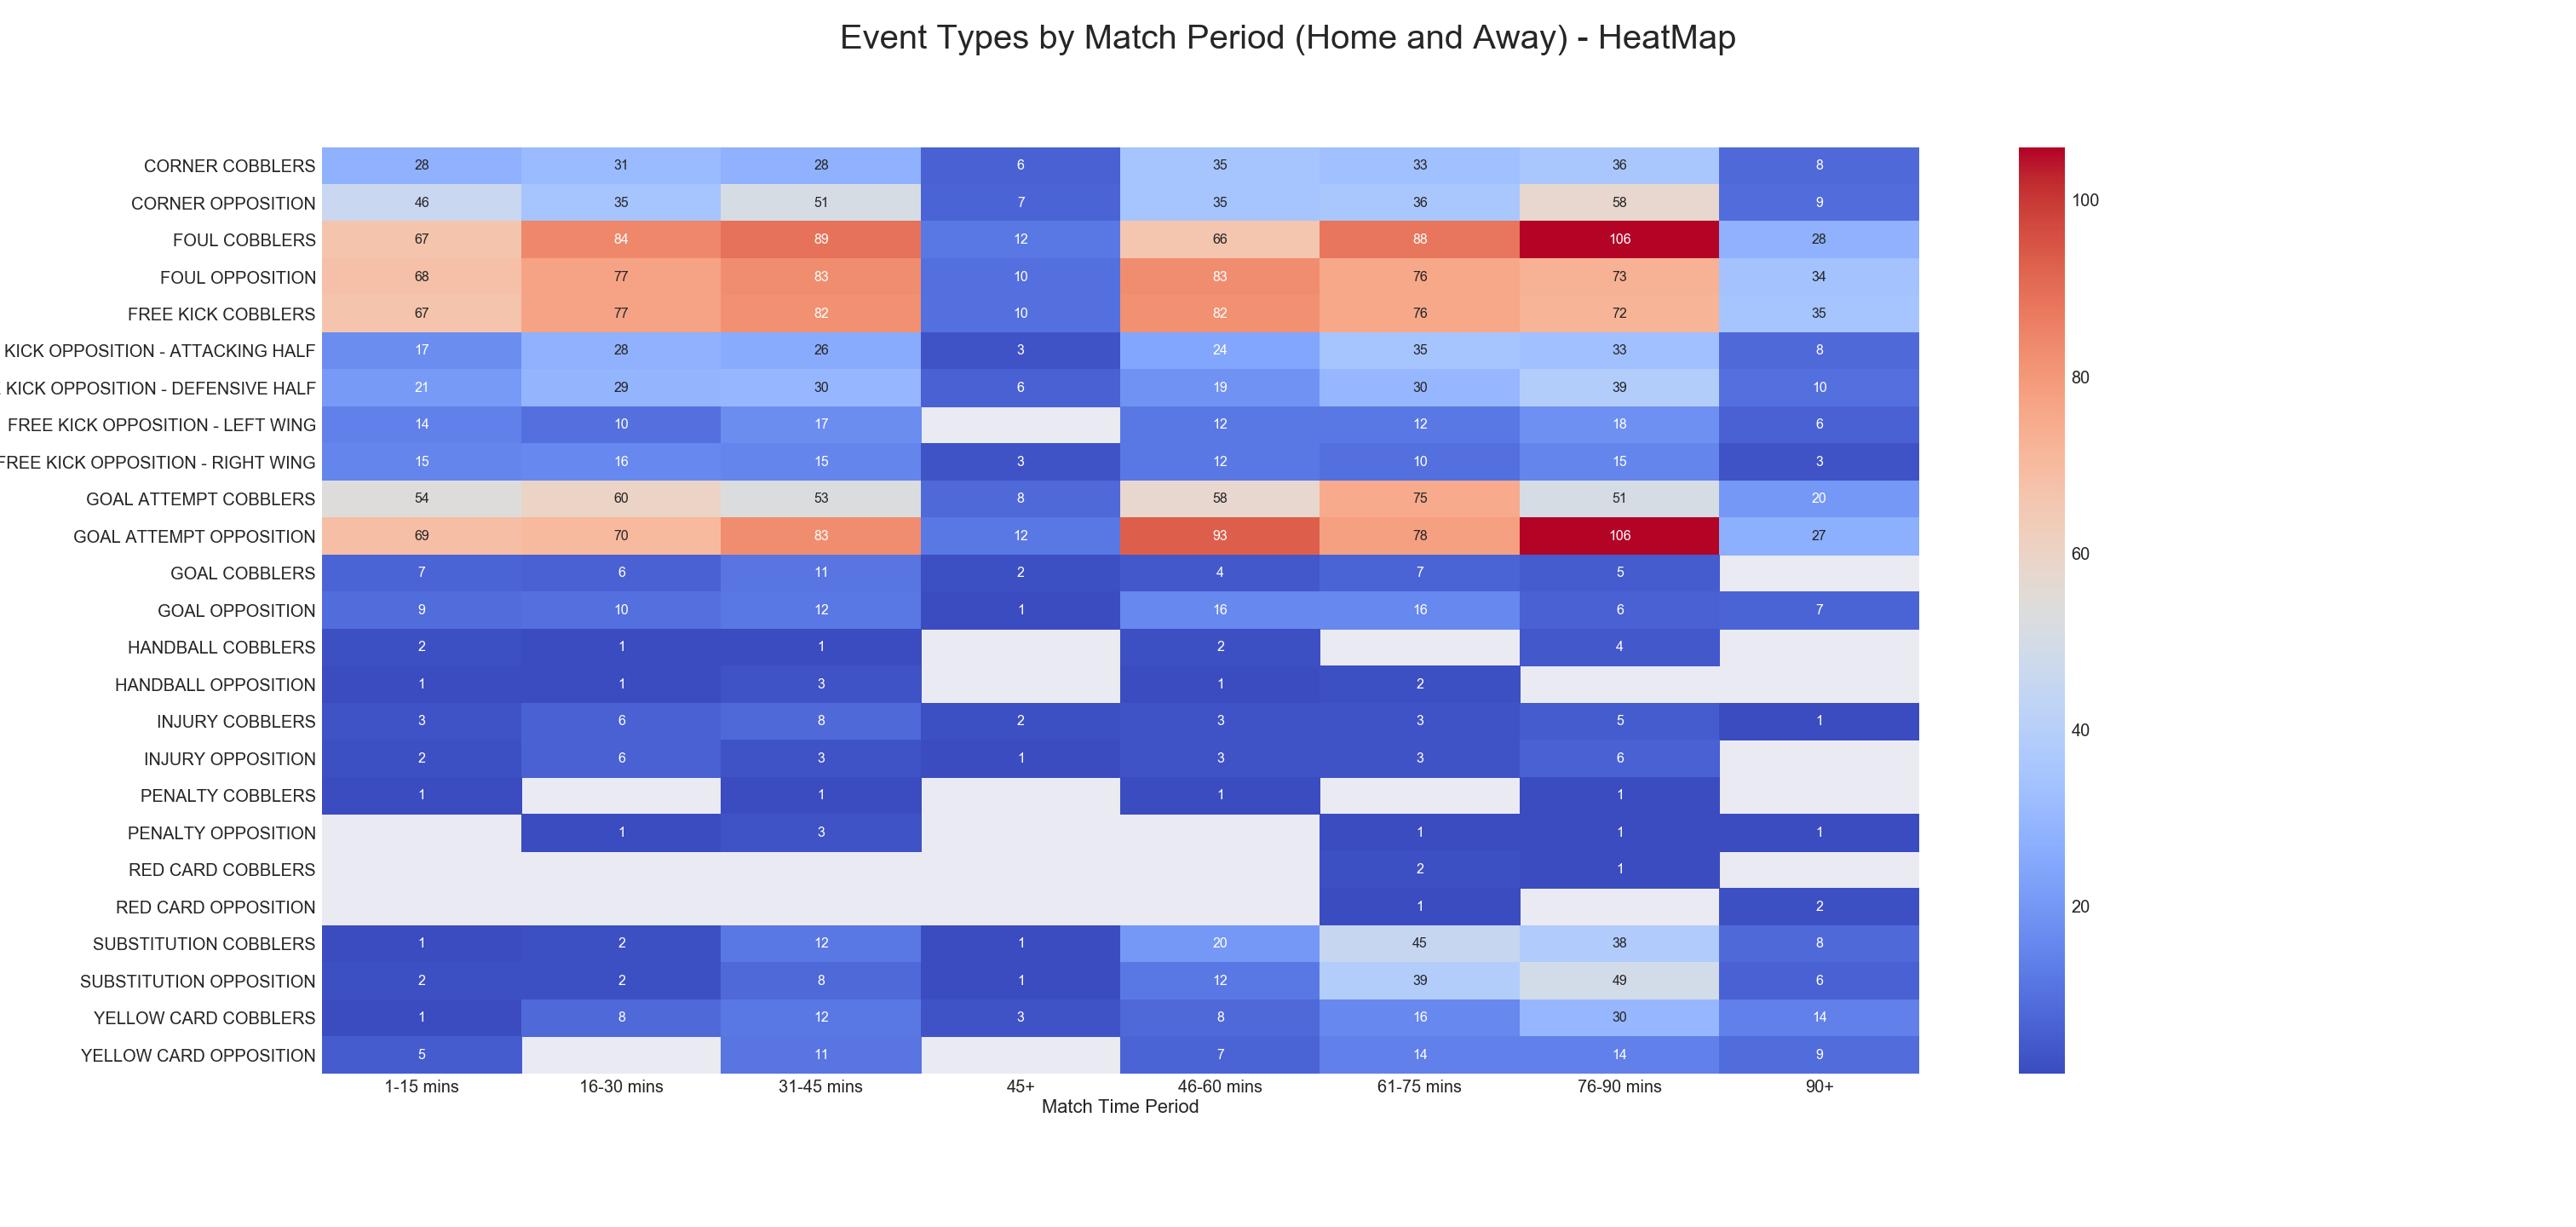 Event Types by Match Period (Home and Away) - HeatMap
CORNER COBBLERS 28 31 28 6 35 33 36 8
CORNER OPPOSITION 46 35 51 7 35 36 58 9
FOUL COBBLERS 67 84 89 12 66 88 106 28
FOUL OPPOSITION 68 77 83 10 83 76 73 34
FREE KICK COBBLERS 67 77 82 10 82 76 72 35
KICK OPPOSITION - ATTACKING HALF 17 28 26 3 24 35 33 8
KICK OPPOSITION - DEFENSIVE HALF 21 29 30 6 19 30 39 10
FREE KICK OPPOSITION - LEFT WING 14 10 17 12 12 18 6
FREE KICK OPPOSITION - RIGHT WING 15 16 15 3 12 10 15 3
GOAL ATTEMPT COBBLERS 54 60 53 8 58 75 51 20
GOAL ATTEMPT OPPOSITION 69 70 83 12 93 78 106 27
GOAL COBBLERS 7 6 11 2 4 7 5
GOAL OPPOSITION 9 10 12 1 16 16 6 7
HANDBALL COBBLERS 2 1 1 2 4
HANDBALL OPPOSITION 1 1 3 1 2
INJURY COBBLERS 3 6 8 2 3 3 5 1
INJURY OPPOSITION 2 6 3 1 3 3 6
PENALTY COBBLERS 1 1 1 1
PENALTY OPPOSITION 1 3 1 1 1
RED CARD COBBLERS 2 1
RED CARD OPPOSITION 1 2
SUBSTITUTION COBBLERS 1 2 12 1 20 45 38 8
SUBSTITUTION OPPOSITION 2 2 8 1 12 39 49 6
YELLOW CARD COBBLERS 1 8 12 3 8 16 30 14
YELLOW CARD OPPOSITION 5 11 7 14 14 9
1-15 mins 16-30 mins 31-45 mins 45+ 46-60 mins 61-75 mins 76-90 mins 90+
Match Time Period
100
80
60
40
20